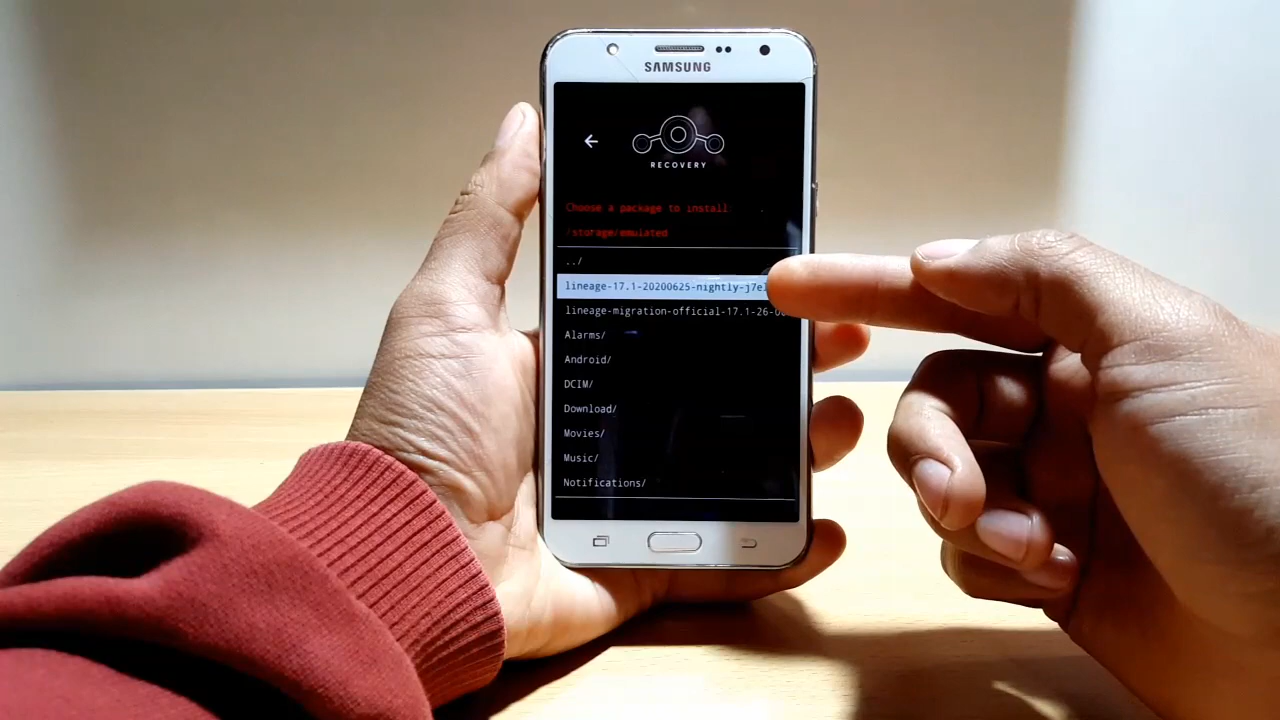 SAMSUNG
RECOVERY
Choose a package to install
/storage/emulated
../
lineage-17.1-20200625-nightly-j7el
lineage-migration-official-17.1-26-0
Alarms/
Android/
DCIM/
Download/
Movies/
Music/
Notifications/